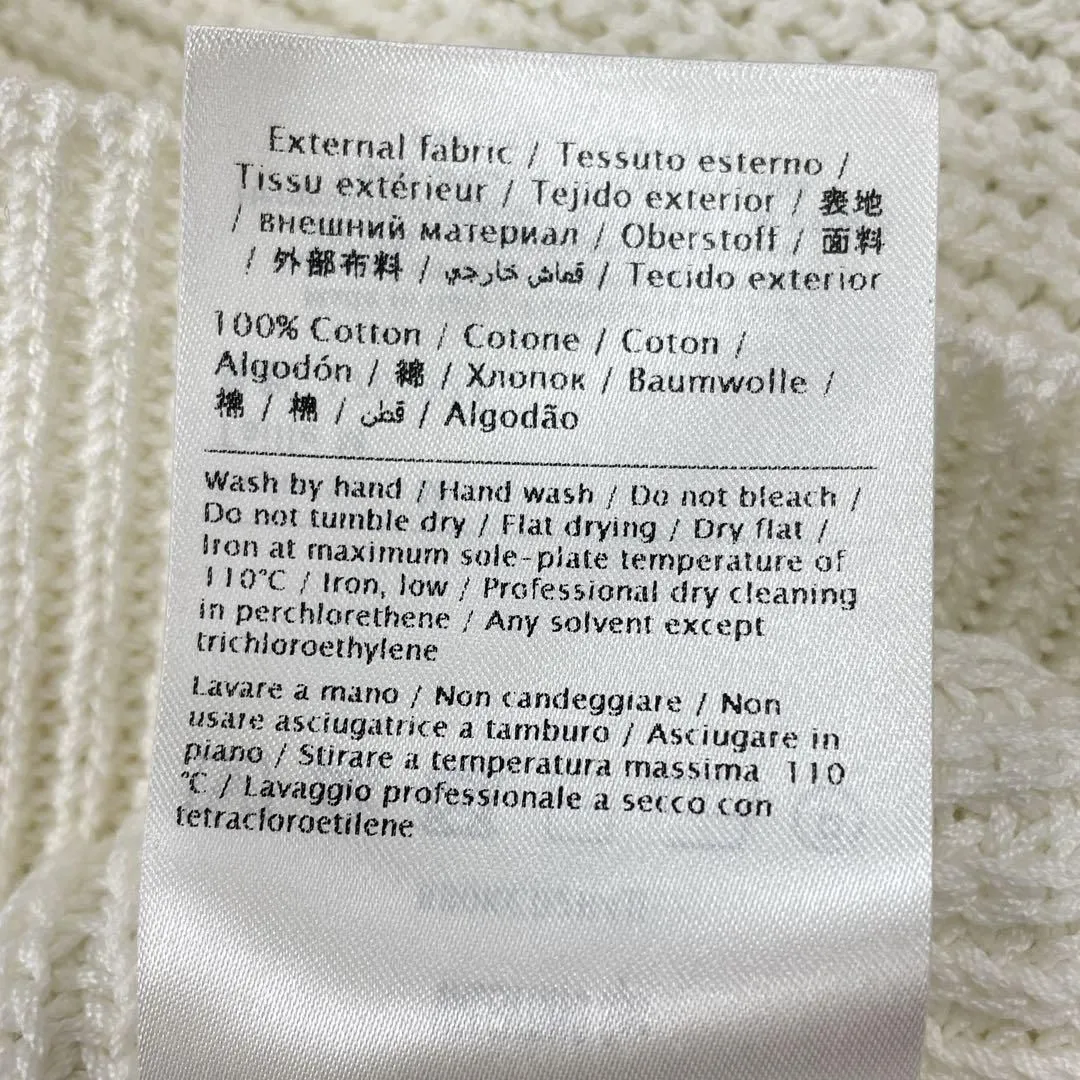 External fabric / Tessuto esterno /
Tissu extérieur / Tejido exterior / 表地
/ внешний материал / Oberstoff / 面料
/ 外部布料 / قماش خارجي / Tecido exterior
100% Cotton / Cotone / Coton /
Algodón / 綿 / Хлопок / Baumwolle /
棉 / 棉 / قطن / Algodão
Wash by hand / Hand wash / Do not bleach /
Do not tumble dry / Flat drying / Dry flat /
Iron at maximum sole-plate temperature of
110°C / Iron, low / Professional dry cleaning
in perchlorethene / Any solvent except
trichloroethylene
Lavare a mano / Non candeggiare / Non
usare asciugatrice a tamburo / Asciugare in
piano / Stirare a temperatura massima 110
°C / Lavaggio professionale a secco con
tetracloroetilene